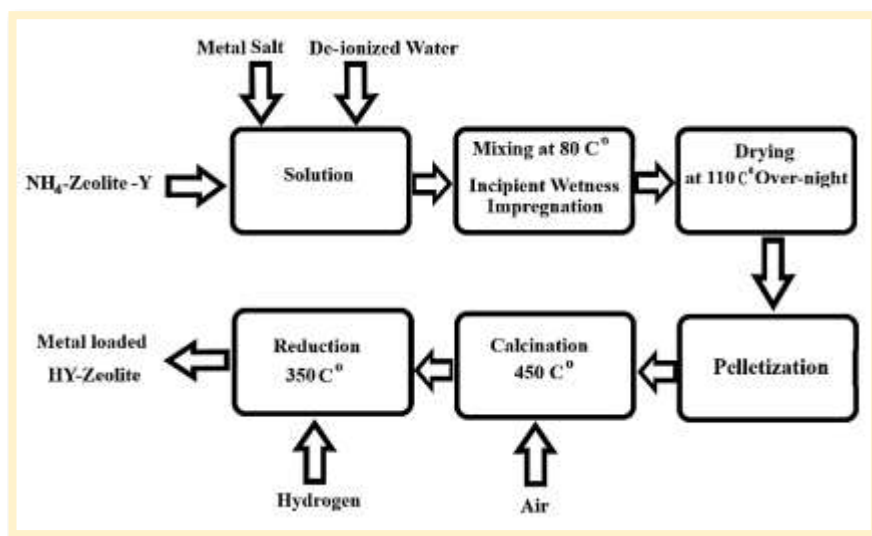 Metal Salt
De-ionized Water
NH₄-Zeolite -Y
Solution
Mixing at 80 C°
Incipient Wetness
Impregnation
Drying
at 110 C° Over-night
Pelletization
Calcination
450 C°
Air
Reduction
350 C°
Hydrogen
Metal loaded
HY-Zeolite